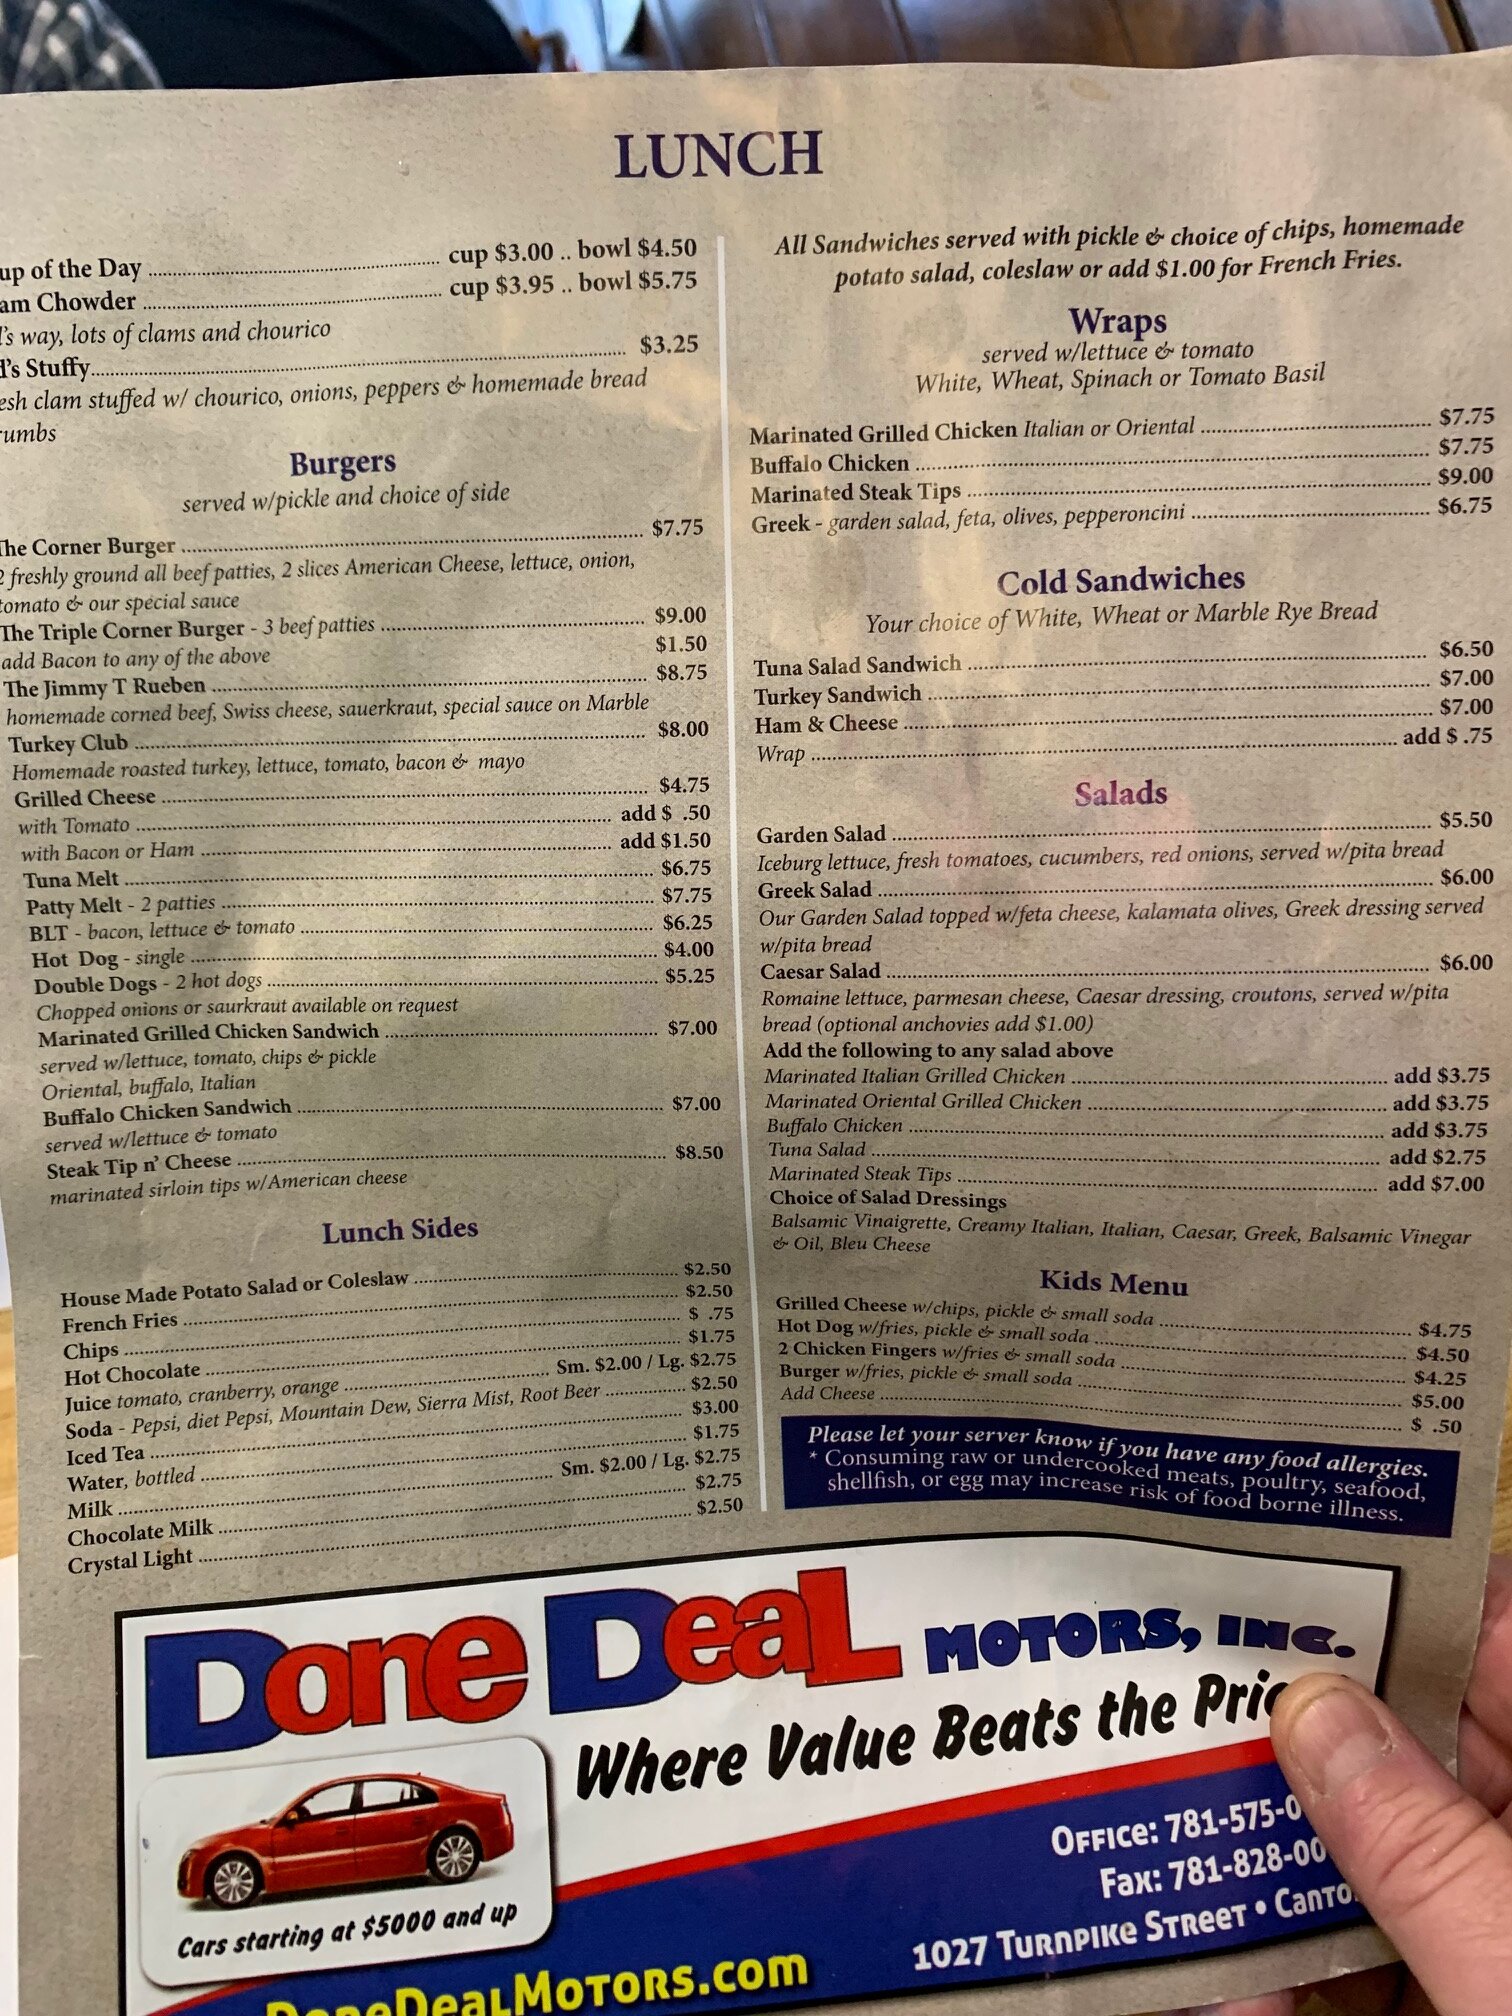 LUNCH
up of the Day cup $3.00 .. bowl $4.50
am Chowder cup $3.95 .. bowl $5.75
's way, lots of clams and chourico
d's Stuffy $3.25
esh clam stuffed w/ chourico, onions, peppers & homemade bread
rumbs
Burgers
served w/pickle and choice of side
The Corner Burger $7.75
2 freshly ground all beef patties, 2 slices American Cheese, lettuce, onion,
tomato & our special sauce
The Triple Corner Burger - 3 beef patties $9.00
add Bacon to any of the above $1.50
The Jimmy T Rueben $8.75
homemade corned beef, Swiss cheese, sauerkraut, special sauce on Marble
Turkey Club $8.00
Homemade roasted turkey, lettuce, tomato, bacon & mayo
Grilled Cheese $4.75
with Tomato add $ .50
with Bacon or Ham add $1.50
Tuna Melt $6.75
Patty Melt - 2 patties $7.75
BLT - bacon, lettuce & tomato $6.25
Hot Dog - single $4.00
Double Dogs - 2 hot dogs $5.25
Chopped onions or saurkraut available on request
Marinated Grilled Chicken Sandwich $7.00
served w/lettuce, tomato, chips & pickle
Oriental, buffalo, Italian
Buffalo Chicken Sandwich $7.00
served w/lettuce & tomato
Steak Tip n' Cheese $8.50
marinated sirloin tips w/American cheese
Lunch Sides
House Made Potato Salad or Coleslaw $2.50
French Fries $2.50
Chips $ .75
Hot Chocolate $1.75
Juice tomato, cranberry, orange Sm. $2.00 / Lg. $2.75
Soda - Pepsi, diet Pepsi, Mountain Dew, Sierra Mist, Root Beer $2.50
Iced Tea $3.00
Water, bottled $1.75
Milk Sm. $2.00 / Lg. $2.75
Chocolate Milk $2.75
Crystal Light $2.50
All Sandwiches served with pickle & choice of chips, homemade
potato salad, coleslaw or add $1.00 for French Fries.
Wraps
served w/lettuce & tomato
White, Wheat, Spinach or Tomato Basil
Marinated Grilled Chicken Italian or Oriental $7.75
Buffalo Chicken $7.75
Marinated Steak Tips $9.00
Greek - garden salad, feta, olives, pepperoncini $6.75
Cold Sandwiches
Your choice of White, Wheat or Marble Rye Bread
Tuna Salad Sandwich $6.50
Turkey Sandwich $7.00
Ham & Cheese $7.00
Wrap add $ .75
Salads
Garden Salad $5.50
Iceburg lettuce, fresh tomatoes, cucumbers, red onions, served w/pita bread
Greek Salad $6.00
Our Garden Salad topped w/feta cheese, kalamata olives, Greek dressing served
w/pita bread
Caesar Salad $6.00
Romaine lettuce, parmesan cheese, Caesar dressing, croutons, served w/pita
bread (optional anchovies add $1.00)
Add the following to any salad above
Marinated Italian Grilled Chicken add $3.75
Marinated Oriental Grilled Chicken add $3.75
Buffalo Chicken add $3.75
Tuna Salad add $2.75
Marinated Steak Tips add $7.00
Choice of Salad Dressings
Balsamic Vinaigrette, Creamy Italian, Italian, Caesar, Greek, Balsamic Vinegar
& Oil, Bleu Cheese
Kids Menu
Grilled Cheese w/chips, pickle & small soda $4.75
Hot Dog w/fries, pickle & small soda $4.50
2 Chicken Fingers w/fries & small soda $4.25
Burger w/fries, pickle & small soda $5.00
Add Cheese $ .50
Please let your server know if you have any food allergies.
* Consuming raw or undercooked meats, poultry, seafood,
shellfish, or egg may increase risk of food borne illness.
Done Deal MOTORS, INC.
Where Value Beats the Pric
Cars starting at $5000 and up
Office: 781-575-0
Fax: 781-828-00
1027 Turnpike Street • Canto
DoneDealMotors.com